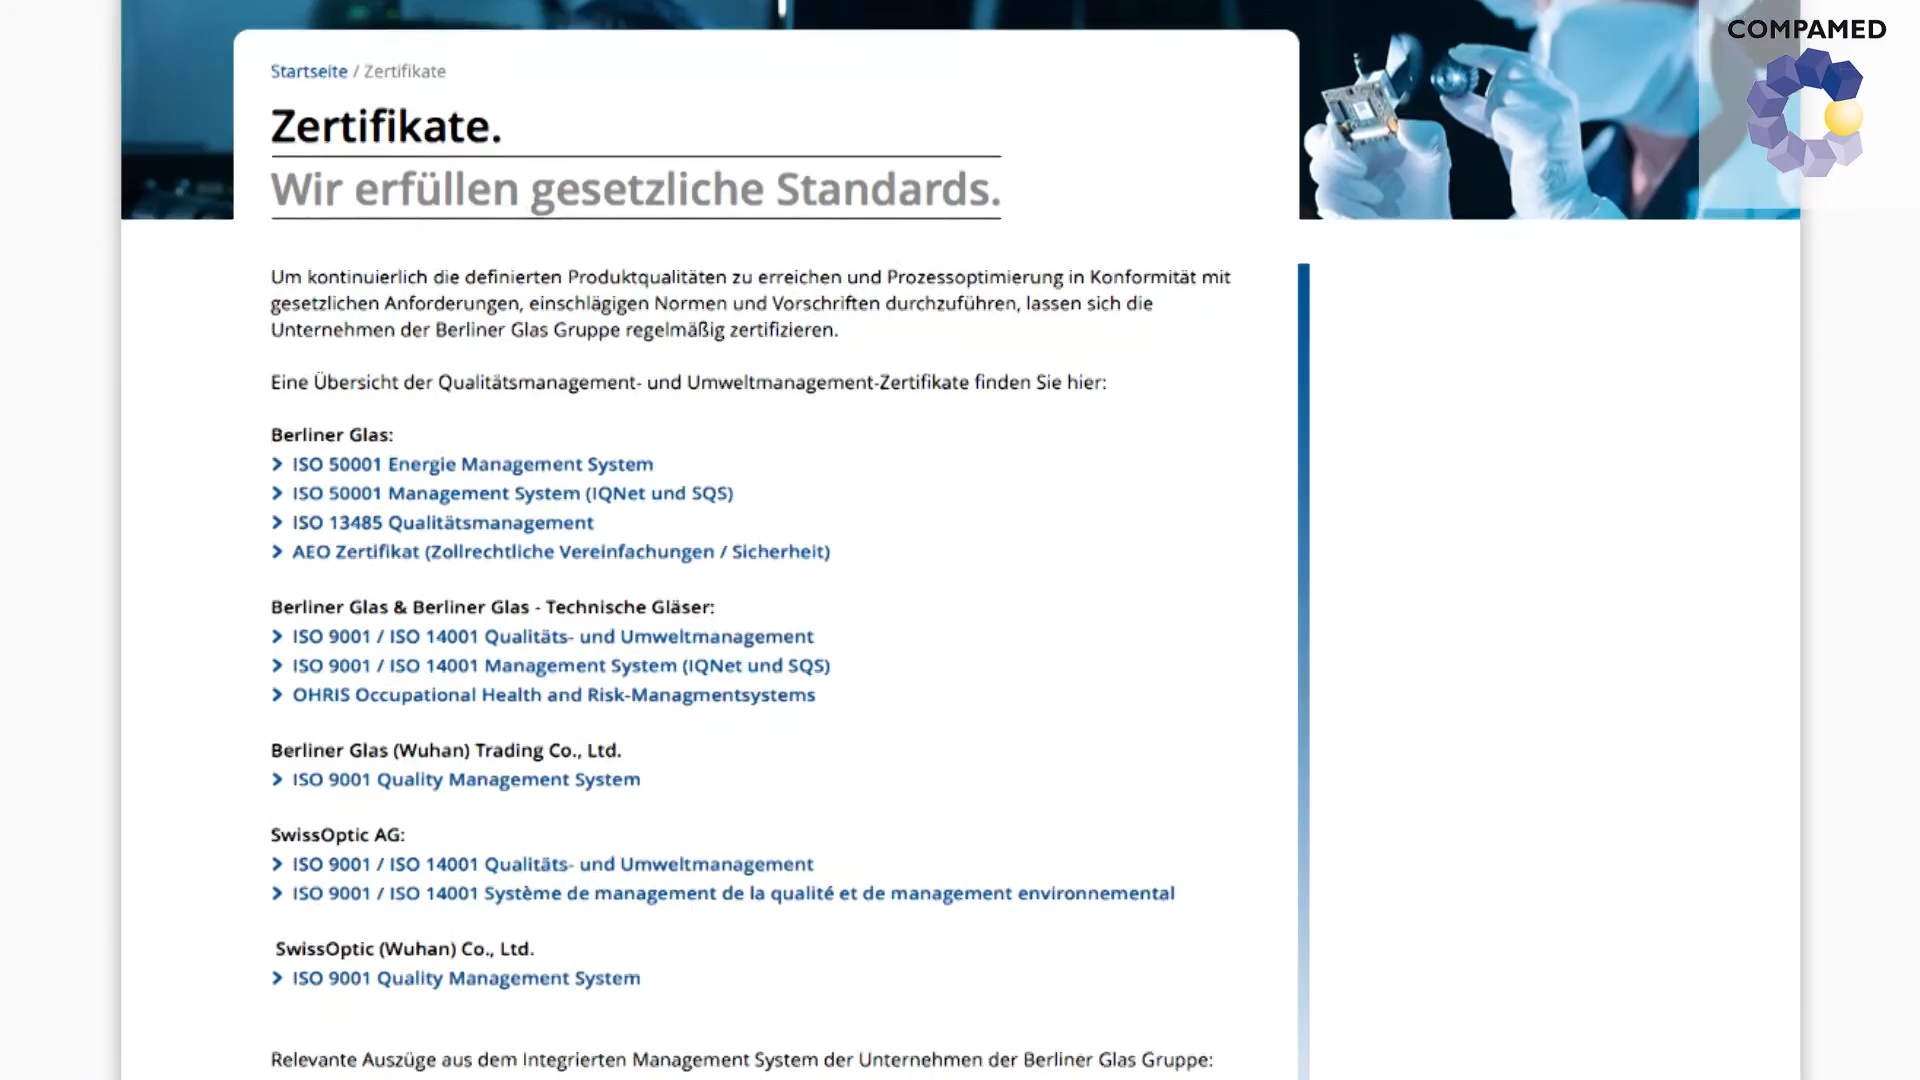 COMPAMED
Startseite / Zertifikate
Zertifikate.
Wir erfüllen gesetzliche Standards.
Um kontinuierlich die definierten Produktqualitäten zu erreichen und Prozessoptimierung in Konformität mit
gesetzlichen Anforderungen, einschlägigen Normen und Vorschriften durchzuführen, lassen sich die
Unternehmen der Berliner Glas Gruppe regelmäßig zertifizieren.
Eine Übersicht der Qualitätsmanagement- und Umweltmanagement-Zertifikate finden Sie hier:
Berliner Glas:
ISO 50001 Energie Management System
ISO 50001 Management System (IQNet und SQS)
ISO 13485 Qualitätsmanagement
AEO Zertifikat (Zollrechtliche Vereinfachungen / Sicherheit)
Berliner Glas & Berliner Glas - Technische Gläser:
ISO 9001 / ISO 14001 Qualitäts- und Umweltmanagement
ISO 9001 / ISO 14001 Management System (IQNet und SQS)
OHRIS Occupational Health and Risk-Managmentsystems
Berliner Glas (Wuhan) Trading Co., Ltd.
ISO 9001 Quality Management System
SwissOptic AG:
ISO 9001 / ISO 14001 Qualitäts- und Umweltmanagement
ISO 9001 / ISO 14001 Système de management de la qualité et de management environnemental
SwissOptic (Wuhan) Co., Ltd.
ISO 9001 Quality Management System
Relevante Auszüge aus dem Integrierten Management System der Unternehmen der Berliner Glas Gruppe: